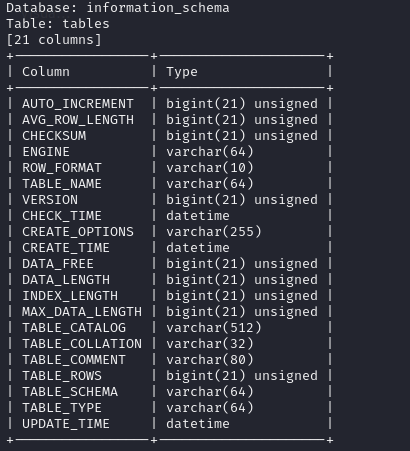 Database: information_schema
Table: tables
[21 columns]
+-----------------+---------------------+
| Column          | Type                |
+-----------------+---------------------+
| AUTO_INCREMENT  | bigint(21) unsigned |
| AVG_ROW_LENGTH  | bigint(21) unsigned |
| CHECKSUM        | bigint(21) unsigned |
| ENGINE          | varchar(64)         |
| ROW_FORMAT      | varchar(10)         |
| TABLE_NAME      | varchar(64)         |
| VERSION         | bigint(21) unsigned |
| CHECK_TIME      | datetime            |
| CREATE_OPTIONS  | varchar(255)        |
| CREATE_TIME     | datetime            |
| DATA_FREE       | bigint(21) unsigned |
| DATA_LENGTH     | bigint(21) unsigned |
| INDEX_LENGTH    | bigint(21) unsigned |
| MAX_DATA_LENGTH | bigint(21) unsigned |
| TABLE_CATALOG   | varchar(512)        |
| TABLE_COLLATION | varchar(32)         |
| TABLE_COMMENT   | varchar(80)         |
| TABLE_ROWS      | bigint(21) unsigned |
| TABLE_SCHEMA    | varchar(64)         |
| TABLE_TYPE      | varchar(64)         |
| UPDATE_TIME     | datetime            |
+-----------------+---------------------+